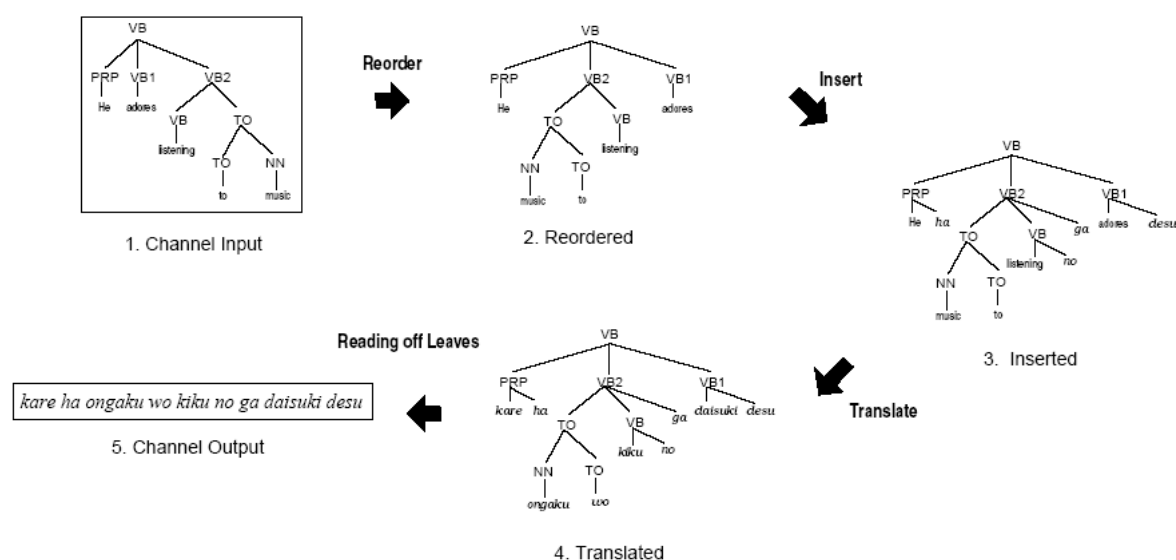 VB
PRP VB1 VB2
He adores VB TO
listening TO NN
to music
1. Channel Input
Reorder
VB
PRP VB2 VB1
He TO VB adores
NN TO listening
music to
2. Reordered
Insert
VB
PRP VB2 VB1
He ha TO VB ga adores desu
NN TO listening no
music to
3. Inserted
Translate
VB
PRP VB2 VB1
kare ha TO VB ga daisuki desu
NN TO kiku no
ongaku wo
4. Translated
Reading off Leaves
kare ha ongaku wo kiku no ga daisuki desu
5. Channel Output